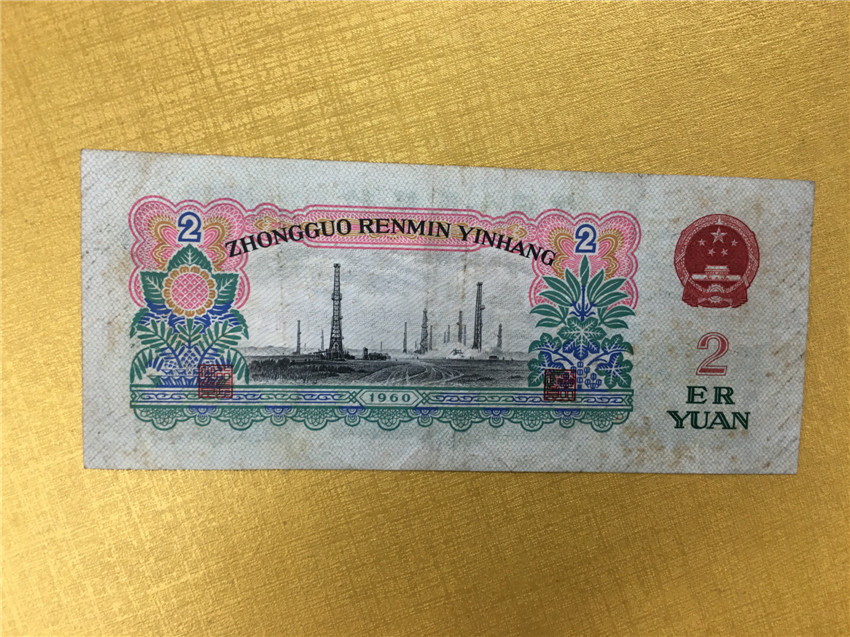 2
ZHONGGUO RENMIN YINHANG
2
1960
2
ER
YUAN